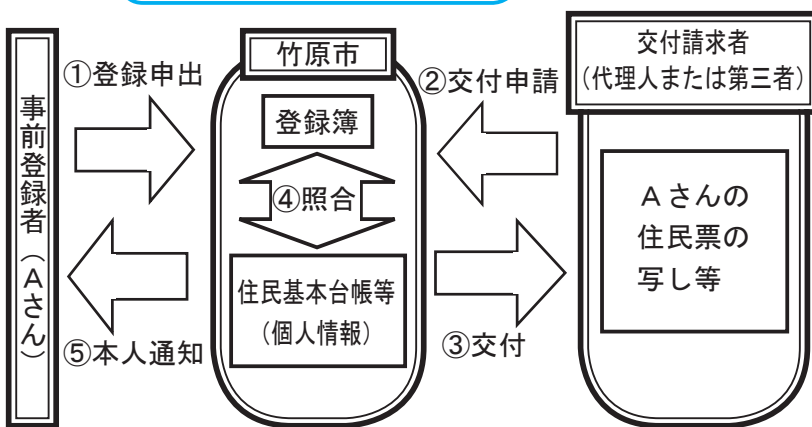 事前登録者（Aさん）
①登録申出
⑤本人通知
竹原市
登録簿
④照合
住民基本台帳等
（個人情報）
②交付申請
③交付
交付請求者
（代理人または第三者）
Aさんの
住民票の
写し等